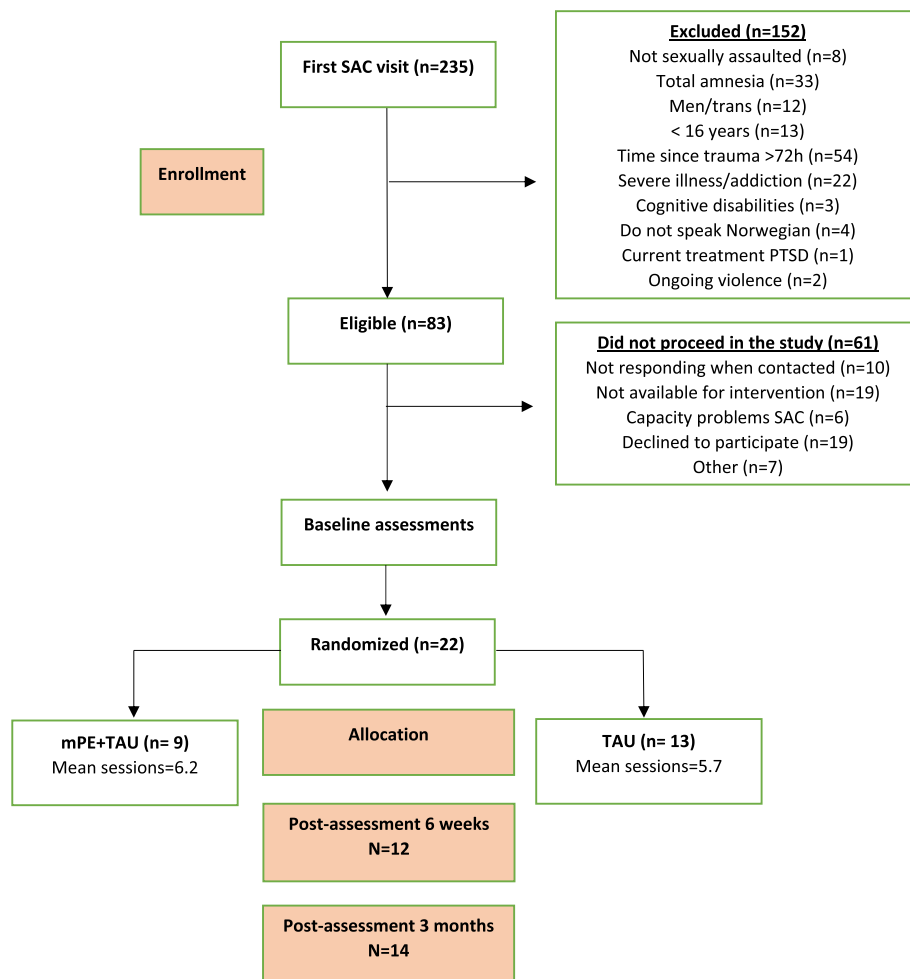 First SAC visit (n=235)
Excluded (n=152)
Not sexually assaulted (n=8)
Total amnesia (n=33)
Men/trans (n=12)
< 16 years (n=13)
Time since trauma >72h (n=54)
Severe illness/addiction (n=22)
Cognitive disabilities (n=3)
Do not speak Norwegian (n=4)
Current treatment PTSD (n=1)
Ongoing violence (n=2)
Enrollment
Eligible (n=83)
Did not proceed in the study (n=61)
Not responding when contacted (n=10)
Not available for intervention (n=19)
Capacity problems SAC (n=6)
Declined to participate (n=19)
Other (n=7)
Baseline assessments
Randomized (n=22)
mPE+TAU (n= 9)
Mean sessions=6.2
Allocation
TAU (n= 13)
Mean sessions=5.7
Post-assessment 6 weeks
N=12
Post-assessment 3 months
N=14